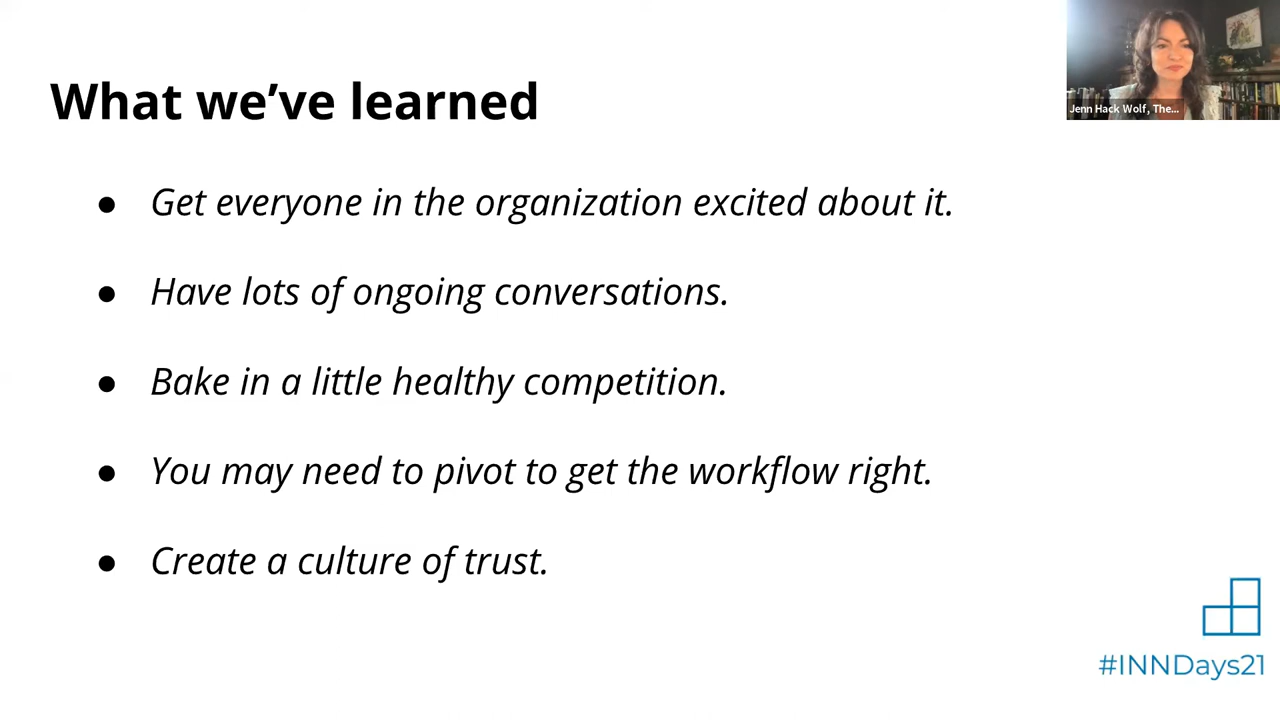 What we’ve learned
● Get everyone in the organization excited about it.
● Have lots of ongoing conversations.
● Bake in a little healthy competition.
● You may need to pivot to get the workflow right.
● Create a culture of trust.
Jenn Hack Wolf, The...
#INNDays21